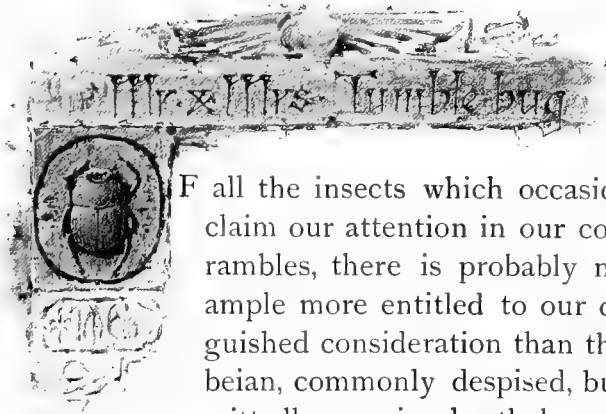 Mr. & Mrs. Tumble-bug
OF all the insects which occasio
claim our attention in our co
rambles, there is probably n
ample more entitled to our d
guished consideration than th
beian, commonly despised, bu